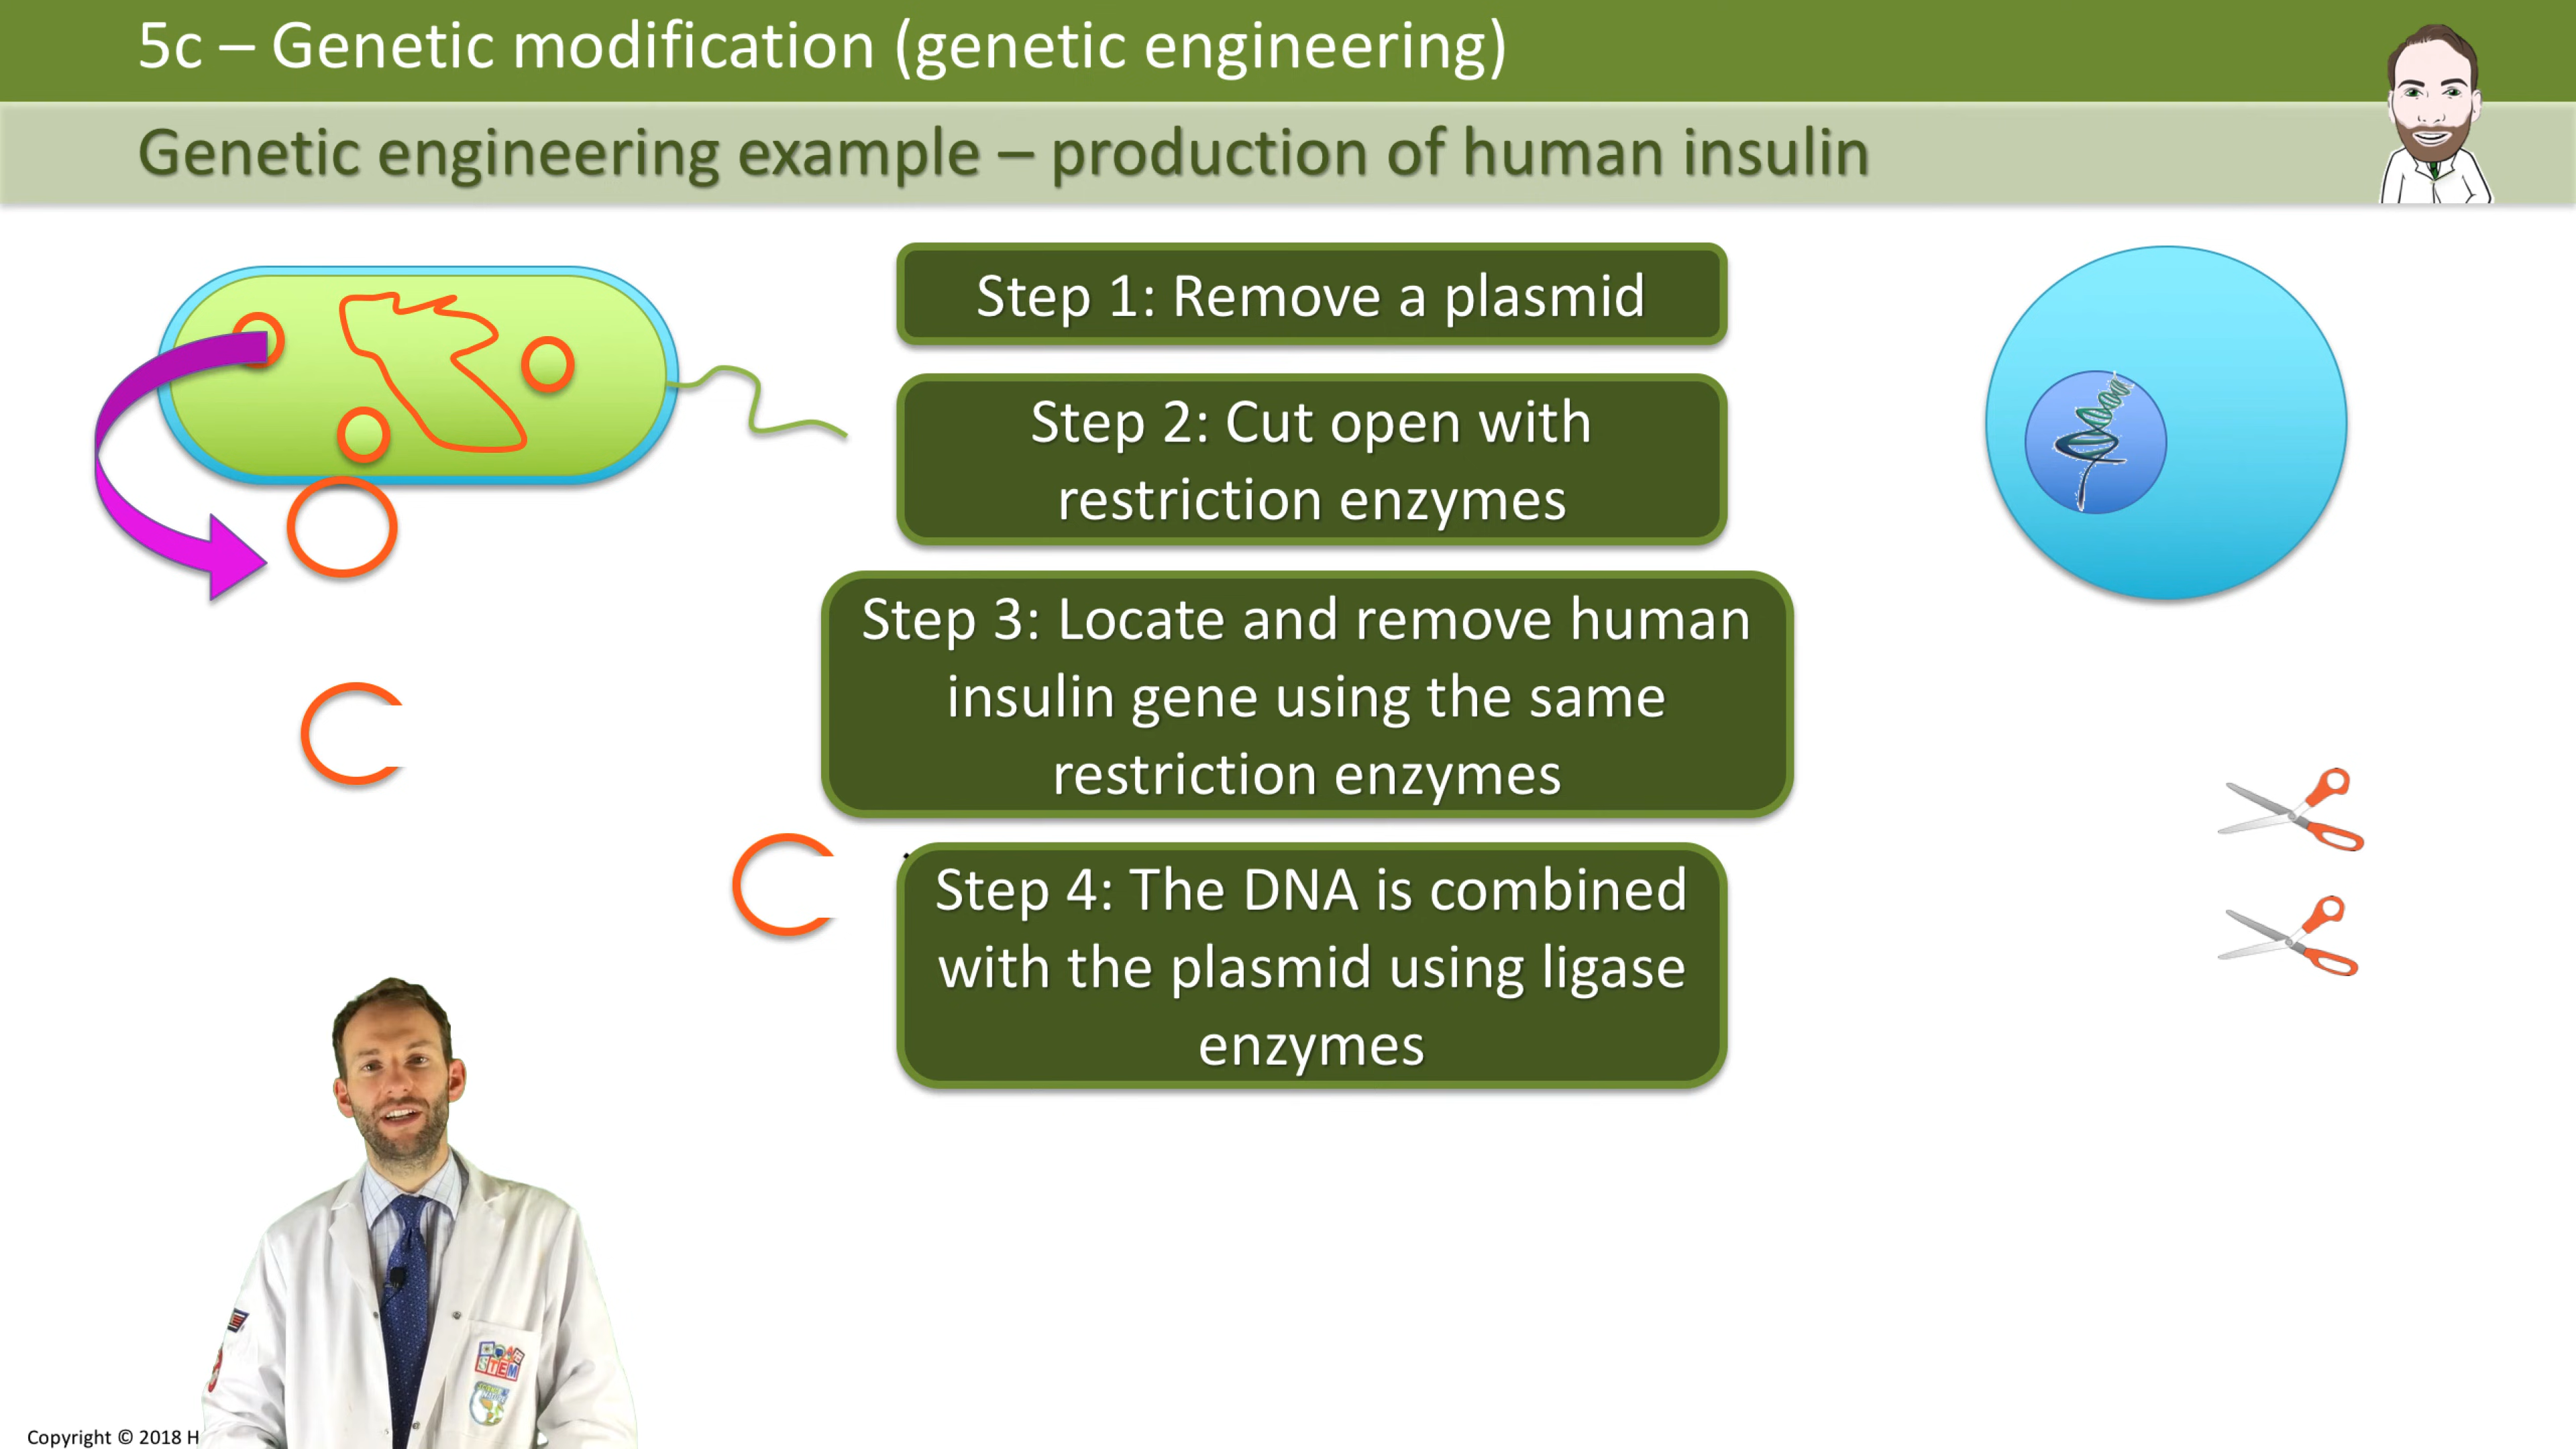 5c – Genetic modification (genetic engineering)
Genetic engineering example – production of human insulin
Step 1: Remove a plasmid
Step 2: Cut open with
restriction enzymes
Step 3: Locate and remove human
insulin gene using the same
restriction enzymes
Step 4: The DNA is combined
with the plasmid using ligase
enzymes
STEM
Copyright © 2018 H